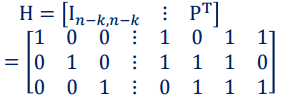 H = [I_{n−k,n−k} ⋮ P^T]
= [1 0 0 ⋮ 1 0 1 1
0 1 0 ⋮ 1 1 1 0
0 0 1 ⋮ 0 1 1 1]